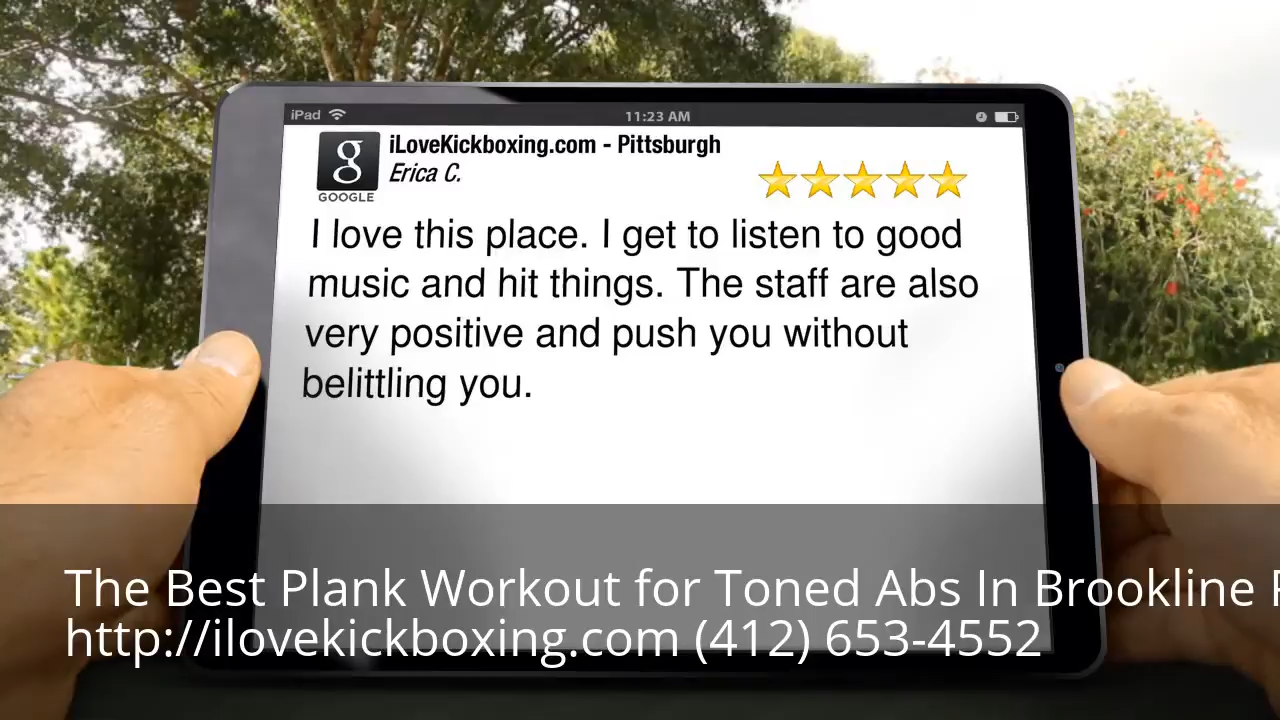 iPad
11:23 AM
g
GOOGLE
iLoveKickboxing.com - Pittsburgh
Erica C.
I love this place. I get to listen to good
music and hit things. The staff are also
very positive and push you without
belittling you.
The Best Plank Workout for Toned Abs In Brookline
http://ilovekickboxing.com (412) 653-4552